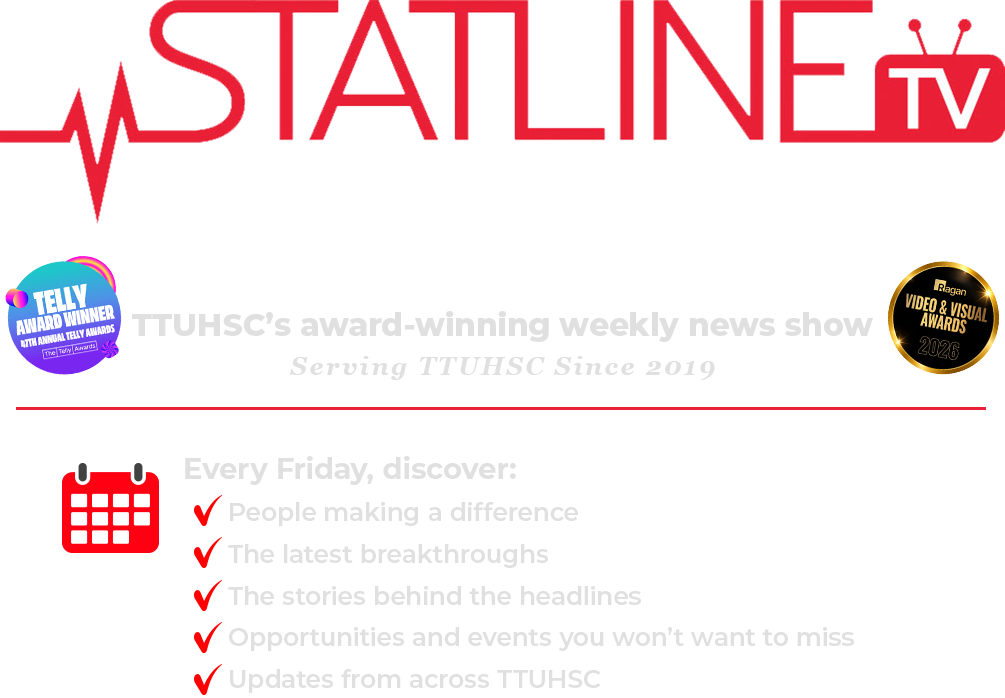 STATLINE TV
TELLY
AWARD WINNER
47TH ANNUAL TELLY AWARDS
The Telly Awards
TTUHSC’s award-winning weekly news show
Serving TTUHSC Since 2019
Ragan
VIDEO & VISUAL
AWARDS
2026
Every Friday, discover:
People making a difference
The latest breakthroughs
The stories behind the headlines
Opportunities and events you won’t want to miss
Updates from across TTUHSC